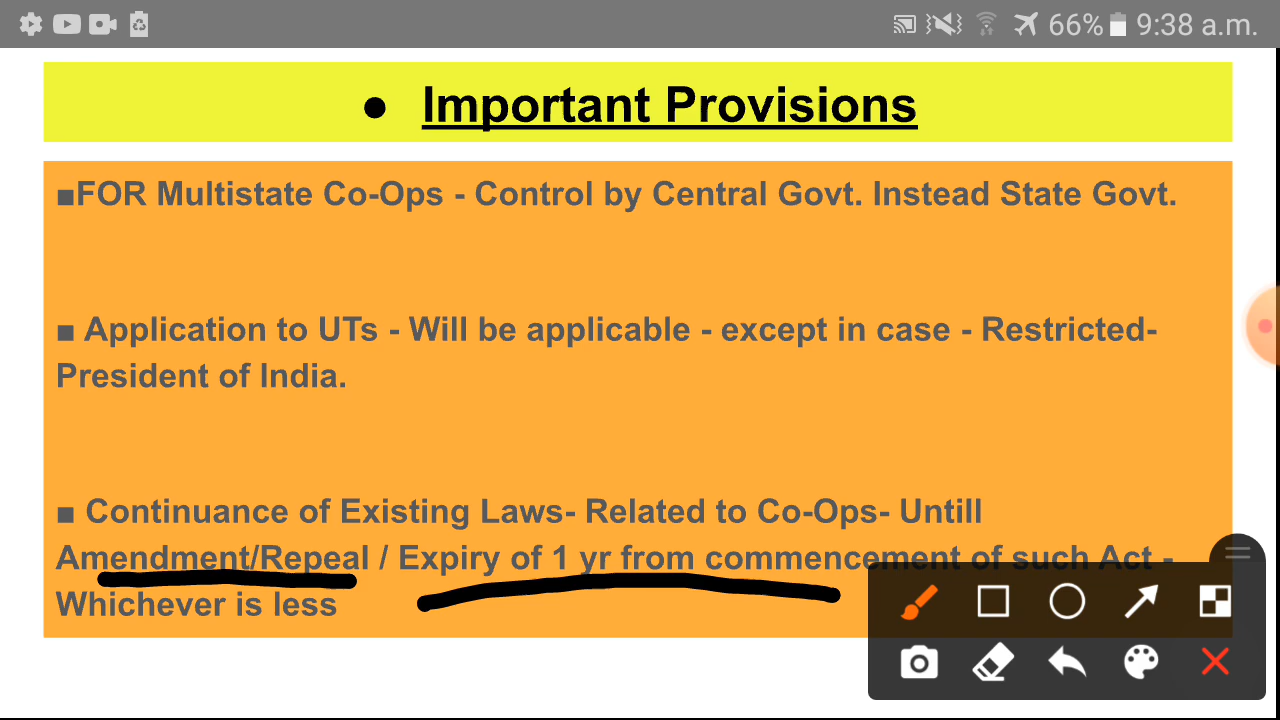 66% 9:38 a.m.
● Important Provisions
■FOR Multistate Co-Ops - Control by Central Govt. Instead State Govt.
■ Application to UTs - Will be applicable - except in case - Restricted-
President of India.
■ Continuance of Existing Laws- Related to Co-Ops- Untill
Amendment/Repeal / Expiry of 1 yr from commencement of such Act -
Whichever is less